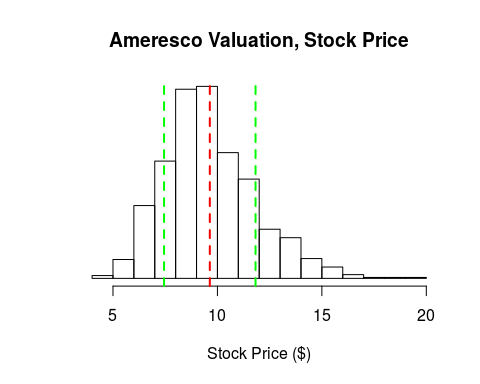 Ameresco Valuation, Stock Price
5 10 15 20
Stock Price ($)